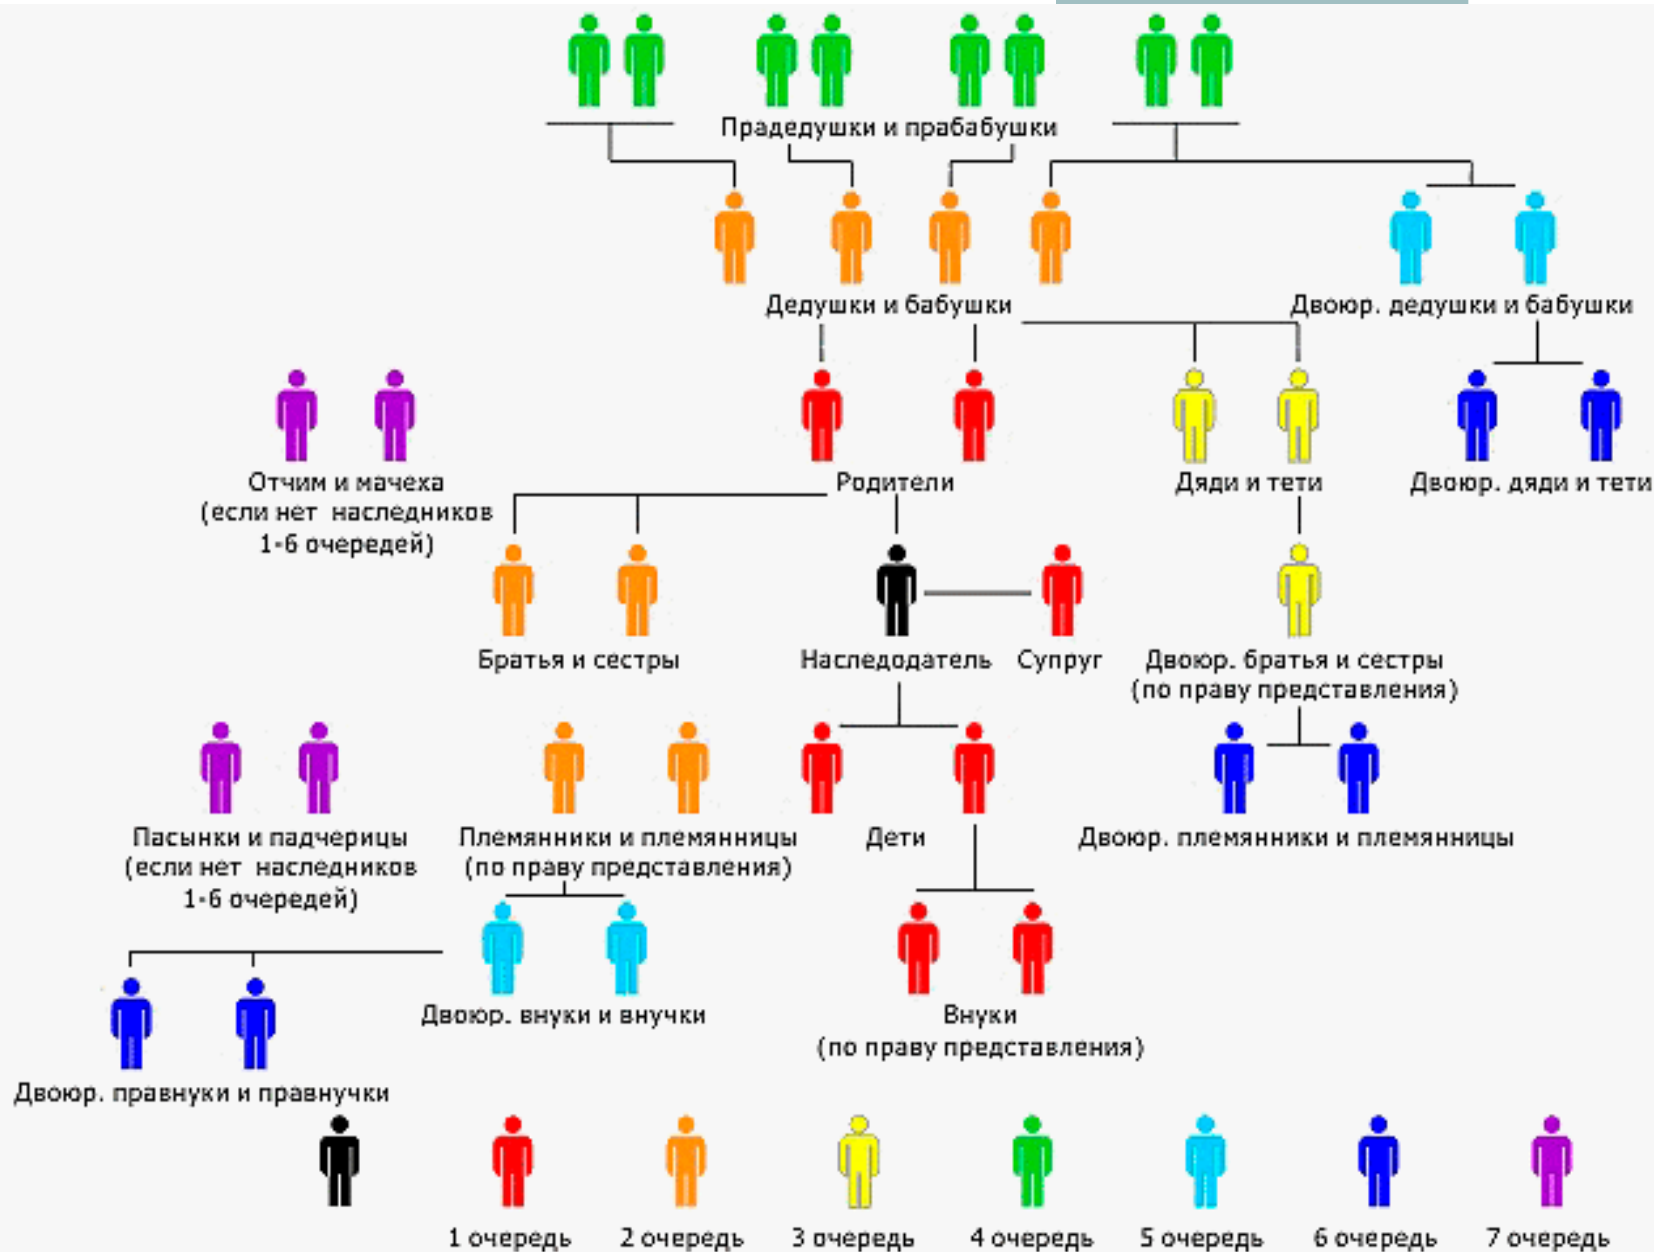 Прадедушки и прабабушки
Дедушки и бабушки
Двоюр. дедушки и бабушки
Отчим и мачеха
(если нет наследников
1-6 очередей)
Родители
Дяди и тети
Двоюр. дяди и тети
Братья и сестры
Наследодатель
Супруг
Двоюр. братья и сестры
(по праву представления)
Пасынки и падчерицы
(если нет наследников
1-6 очередей)
Племянники и племянницы
(по праву представления)
Дети
Двоюр. племянники и племянницы
Двоюр. внуки и внучки
Внуки
(по праву представления)
Двоюр. правнуки и правнучки
1 очередь
2 очередь
3 очередь
4 очередь
5 очередь
6 очередь
7 очередь